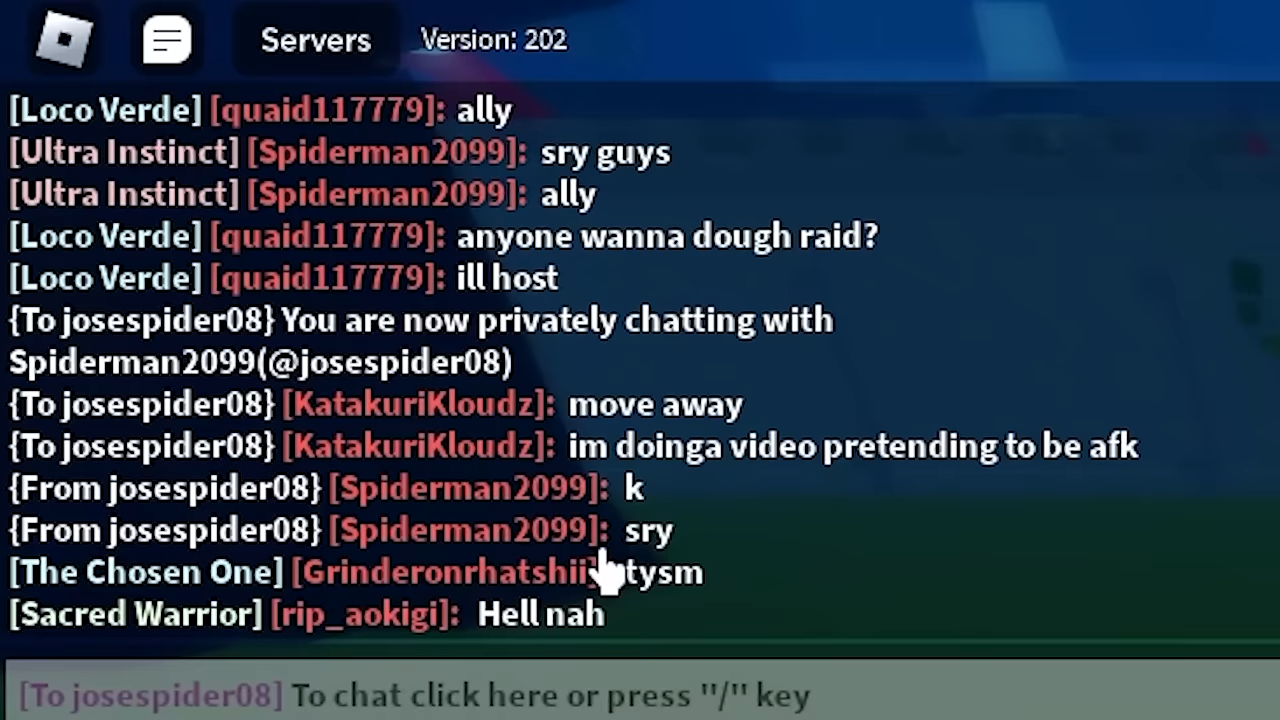 Servers Version: 202
[Loco Verde] [quaid117779]: ally
[Ultra Instinct] [Spiderman2099]: sry guys
[Ultra Instinct] [Spiderman2099]: ally
[Loco Verde] [quaid117779]: anyone wanna dough raid?
[Loco Verde] [quaid117779]: ill host
{To josespider08} You are now privately chatting with
Spiderman2099(@josespider08)
{To josespider08} [KatakuriKloudz]: move away
{To josespider08} [KatakuriKloudz]: im doinga video pretending to be afk
{From josespider08} [Spiderman2099]: k
{From josespider08} [Spiderman2099]: sry
[The Chosen One] [Grinderonrhatshii]: tysm
[Sacred Warrior] [rip_aokigi]: Hell nah
[To josespider08] To chat click here or press "/" key